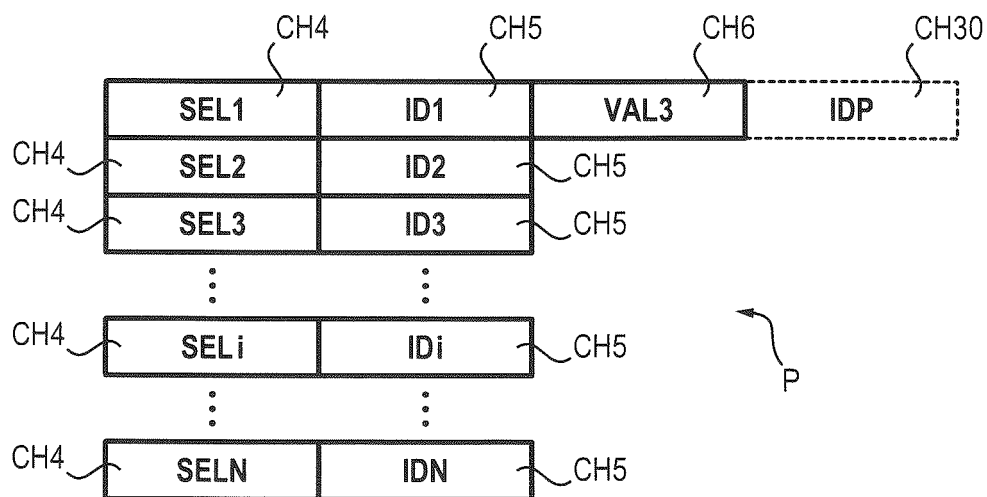 CH4 CH5 CH6 CH30
SEL1 ID1 VAL3 IDP
CH4 SEL2 ID2 CH5
CH4 SEL3 ID3 CH5
CH4 SELi IDi CH5
P
CH4 SELN IDN CH5